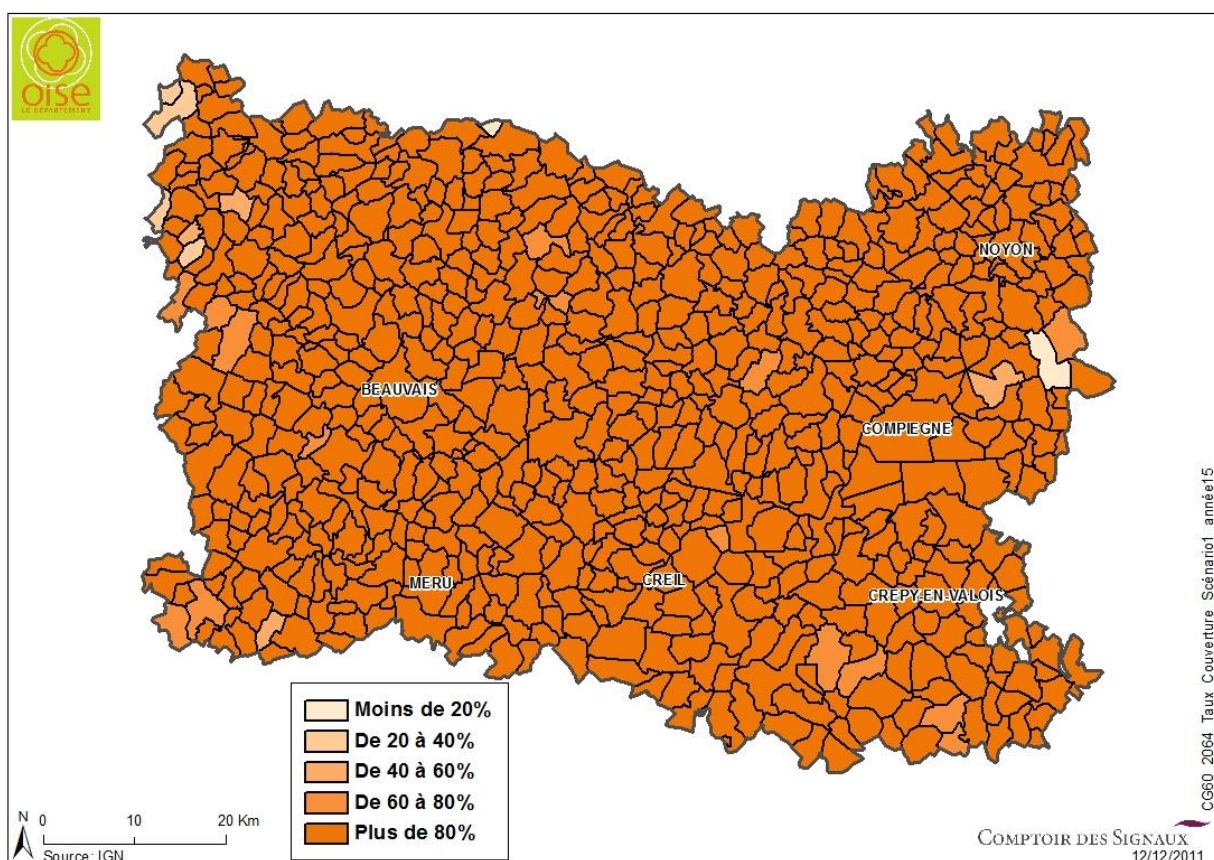 oise
LE DÉPARTEMENT
NOYON
BEAUVAIS
COMPIEGNE
MERU
CREIL
CREPY-EN-VALOIS
Moins de 20%
De 20 à 40%
De 40 à 60%
De 60 à 80%
Plus de 80%
N
0 10 20 Km
Source: IGN
COMPTOIR DES SIGNAUX
12/12/2011
CG60 2064 Taux Couverture Scénario1 année15